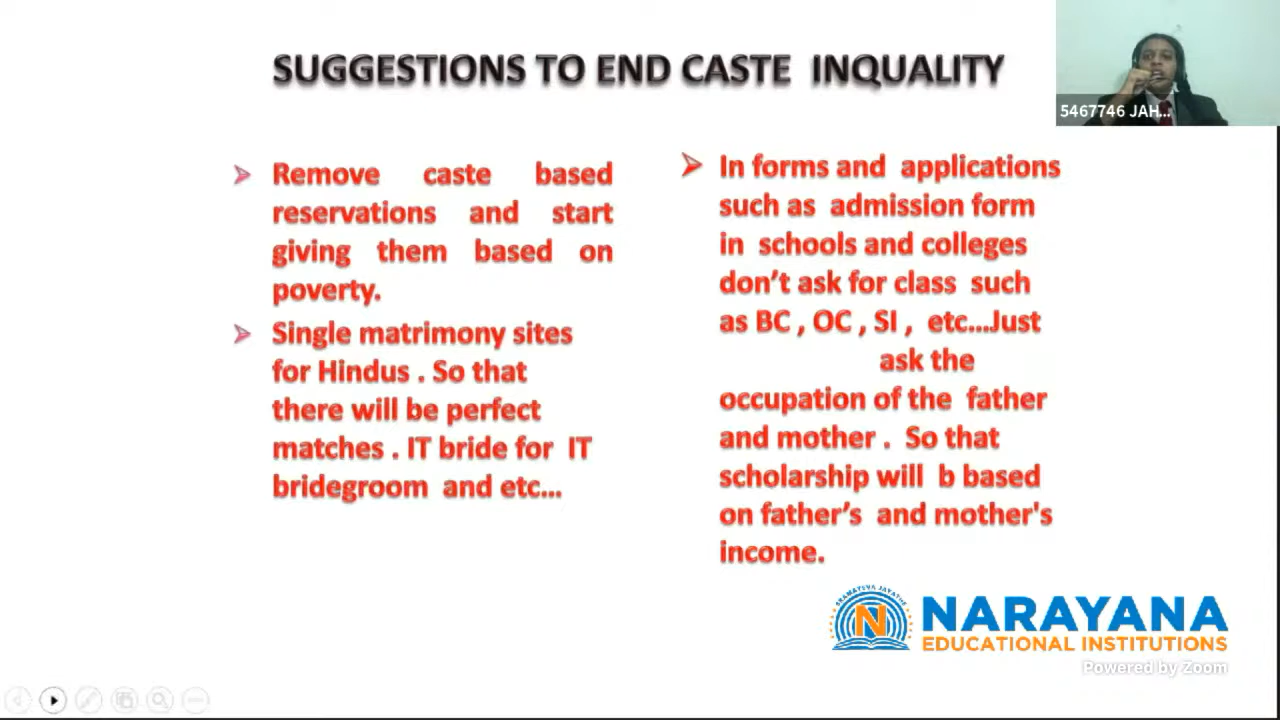 SUGGESTIONS TO END CASTE INQUALITY
5467746 JAH...
Remove caste based
reservations and start
giving them based on
poverty.
Single matrimony sites
for Hindus . So that
there will be perfect
matches . IT bride for IT
bridegroom and etc...
In forms and applications
such as admission form
in schools and colleges
don’t ask for class such
as BC , OC , SI , etc...Just
ask the
occupation of the father
and mother . So that
scholarship will b based
on father’s and mother's
income.
N
NARAYANA
EDUCATIONAL INSTITUTIONS
Powered by Zoom